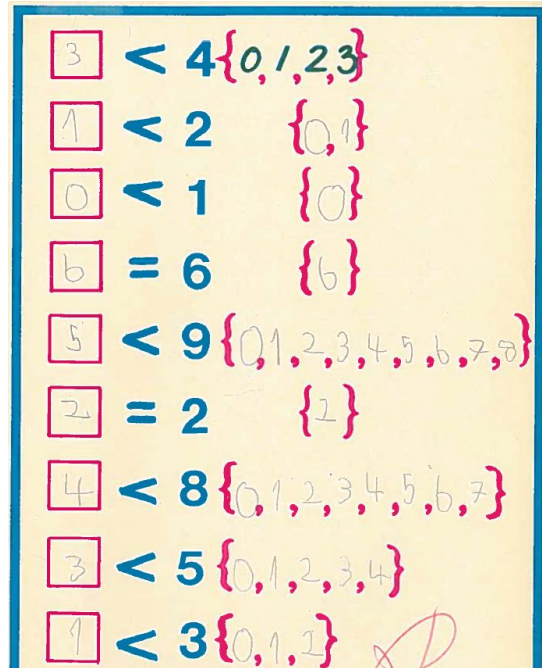 3 < 4 {0,1,2,3}
1 < 2 {0,1}
0 < 1 {0}
6 = 6 {6}
5 < 9 {0,1,2,3,4,5,6,7,8}
2 = 2 {2}
4 < 8 {0,1,2,3,4,5,6,7}
3 < 5 {0,1,2,3,4}
1 < 3 {0,1,2}